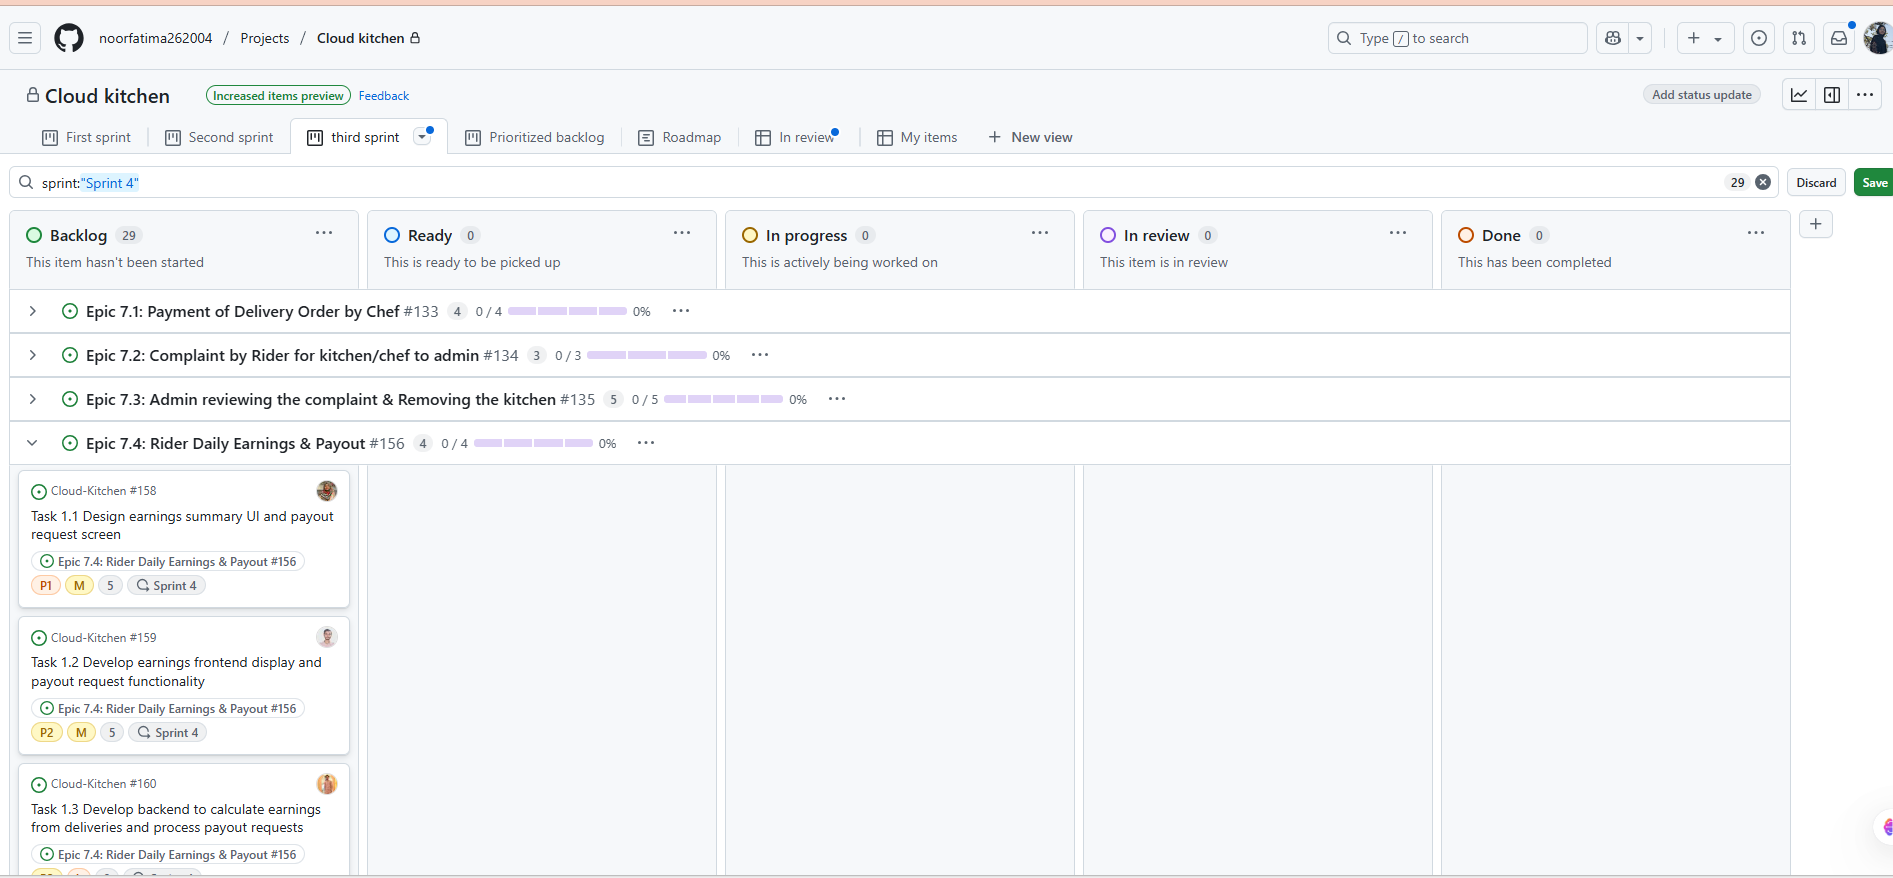 noorfatima262004 / Projects / Cloud kitchen
Type / to search
Cloud kitchen
Increased items preview
Feedback
Add status update
First sprint
Second sprint
third sprint
Prioritized backlog
Roadmap
In review
My items
New view
sprint:"Sprint 4"
29
Discard
Save
Backlog 29
This item hasn't been started
Ready 0
This is ready to be picked up
In progress 0
This is actively being worked on
In review 0
This item is in review
Done 0
This has been completed
Epic 7.1: Payment of Delivery Order by Chef #133 4 0 / 4 0%
Epic 7.2: Complaint by Rider for kitchen/chef to admin #134 3 0 / 3 0%
Epic 7.3: Admin reviewing the complaint & Removing the kitchen #135 5 0 / 5 0%
Epic 7.4: Rider Daily Earnings & Payout #156 4 0 / 4 0%
Cloud-Kitchen #158
Task 1.1 Design earnings summary UI and payout
request screen
Epic 7.4: Rider Daily Earnings & Payout #156
P1 M 5 Sprint 4
Cloud-Kitchen #159
Task 1.2 Develop earnings frontend display and
payout request functionality
Epic 7.4: Rider Daily Earnings & Payout #156
P2 M 5 Sprint 4
Cloud-Kitchen #160
Task 1.3 Develop backend to calculate earnings
from deliveries and process payout requests
Epic 7.4: Rider Daily Earnings & Payout #156